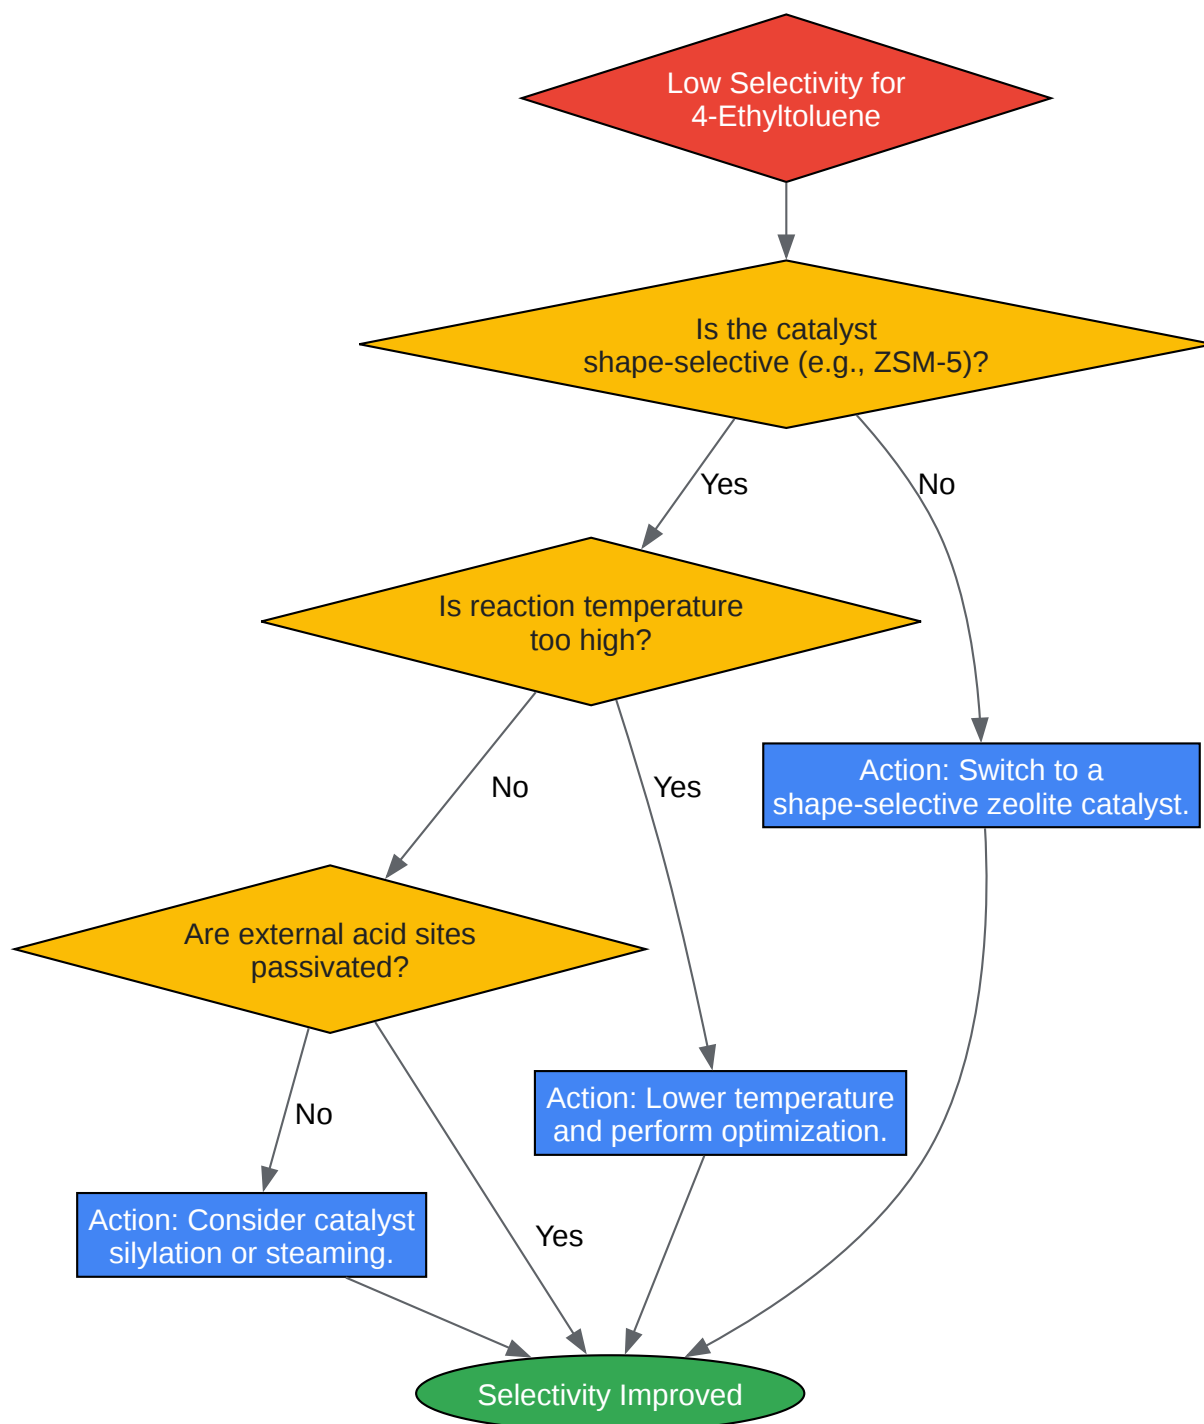 Low Selectivity for
4-Ethyltoluene
Is the catalyst
shape-selective (e.g., ZSM-5)?
Yes
No
Is reaction temperature
too high?
Action: Switch to a
shape-selective zeolite catalyst.
No
Yes
Are external acid sites
passivated?
Action: Lower temperature
and perform optimization.
No
Action: Consider catalyst
silylation or steaming.
Yes
Selectivity Improved